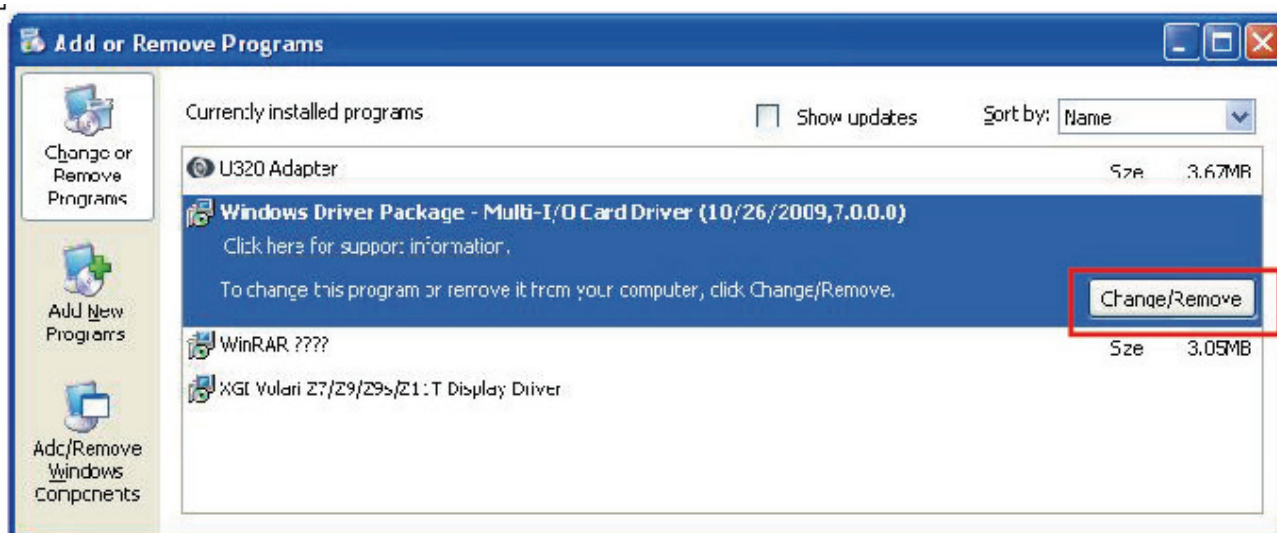 Add or Remove Programs
Change or
Remove
Programs
Add New
Programs
Add/Remove
Windows
Components
Currently installed programs
Show updates
Sort by:
Name
U320 Adapter
Size 3.67MB
Windows Driver Package - Multi-I/O Card Driver (10/26/2009,7.0.0.0)
Click here for support information.
To change this program or remove it from your computer, click Change/Remove.
Change/Remove
WinRAR ????
Size 3.05MB
XGI Volari Z7/Z9/Z9s/Z11T Display Driver